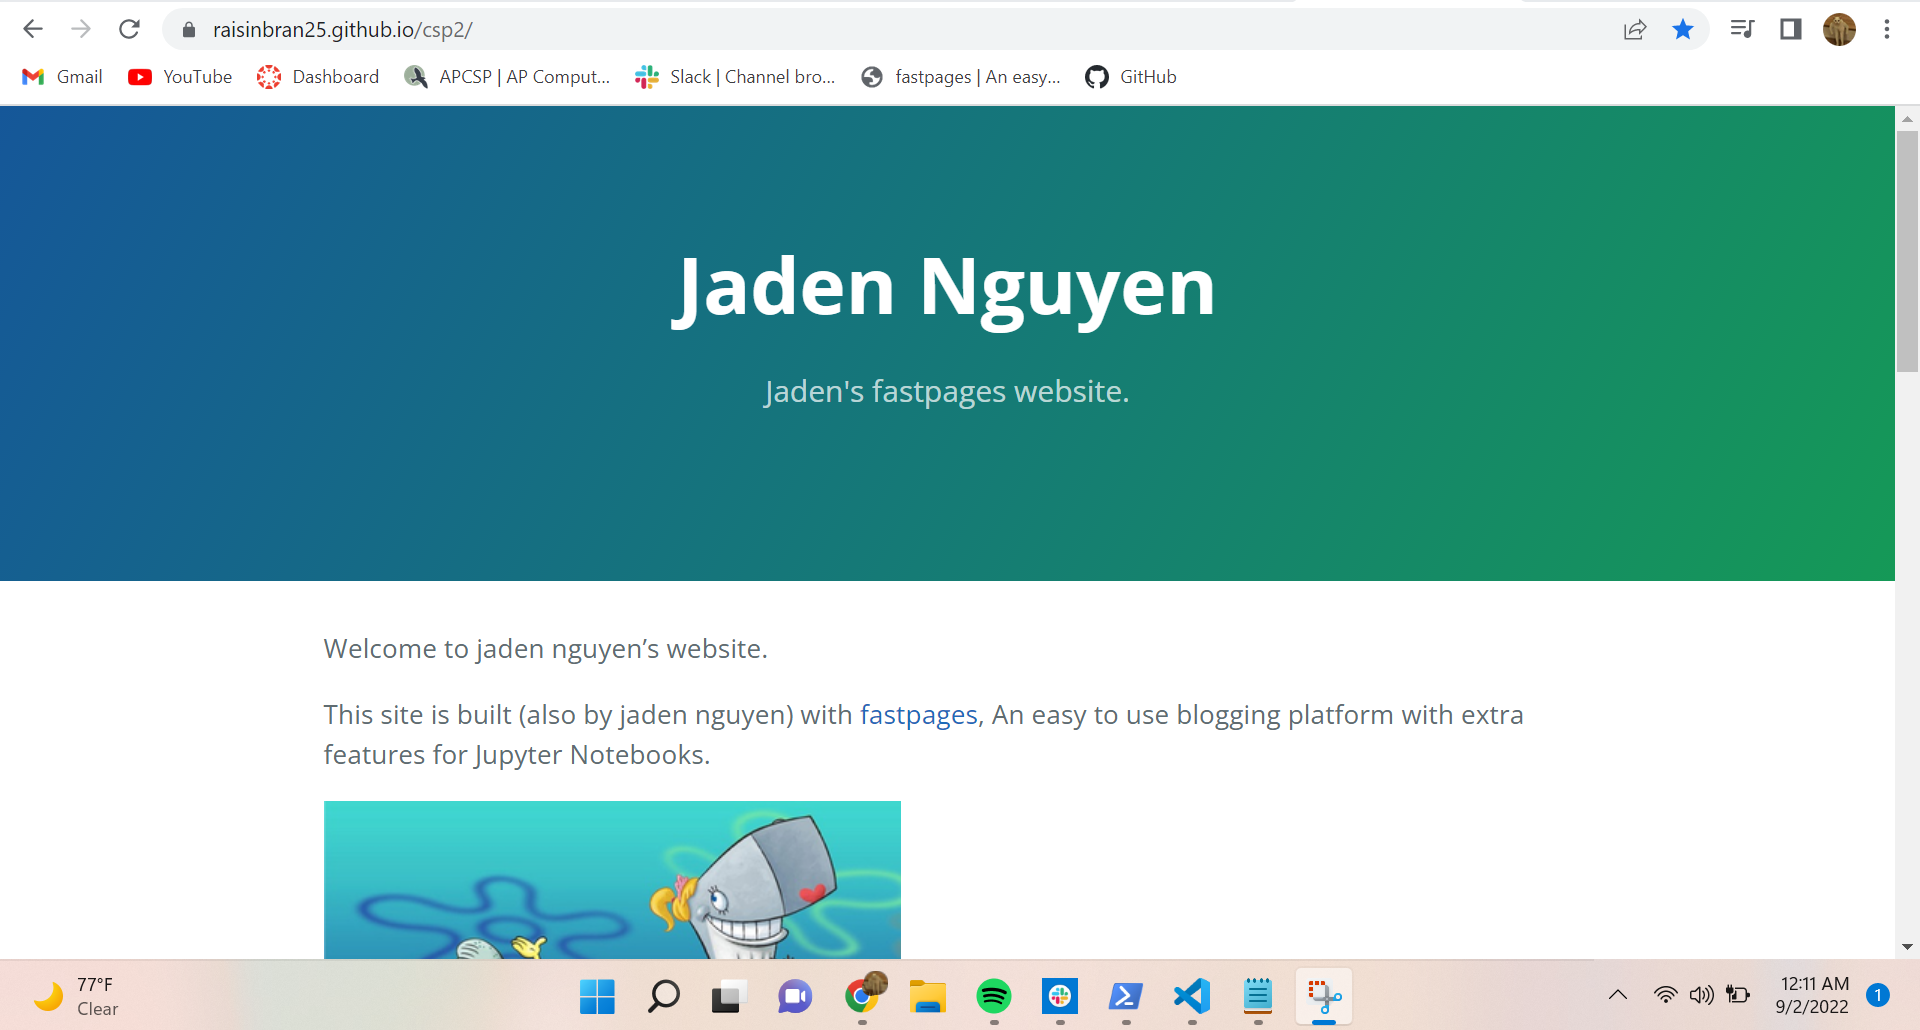 raisinbran25.github.io/csp2/
Gmail YouTube Dashboard APCSP | AP Comput... Slack | Channel bro... fastpages | An easy... GitHub
Jaden Nguyen
Jaden's fastpages website.
Welcome to jaden nguyen’s website.
This site is built (also by jaden nguyen) with fastpages, An easy to use blogging platform with extra
features for Jupyter Notebooks.
77°F
Clear
12:11 AM
9/2/2022
1